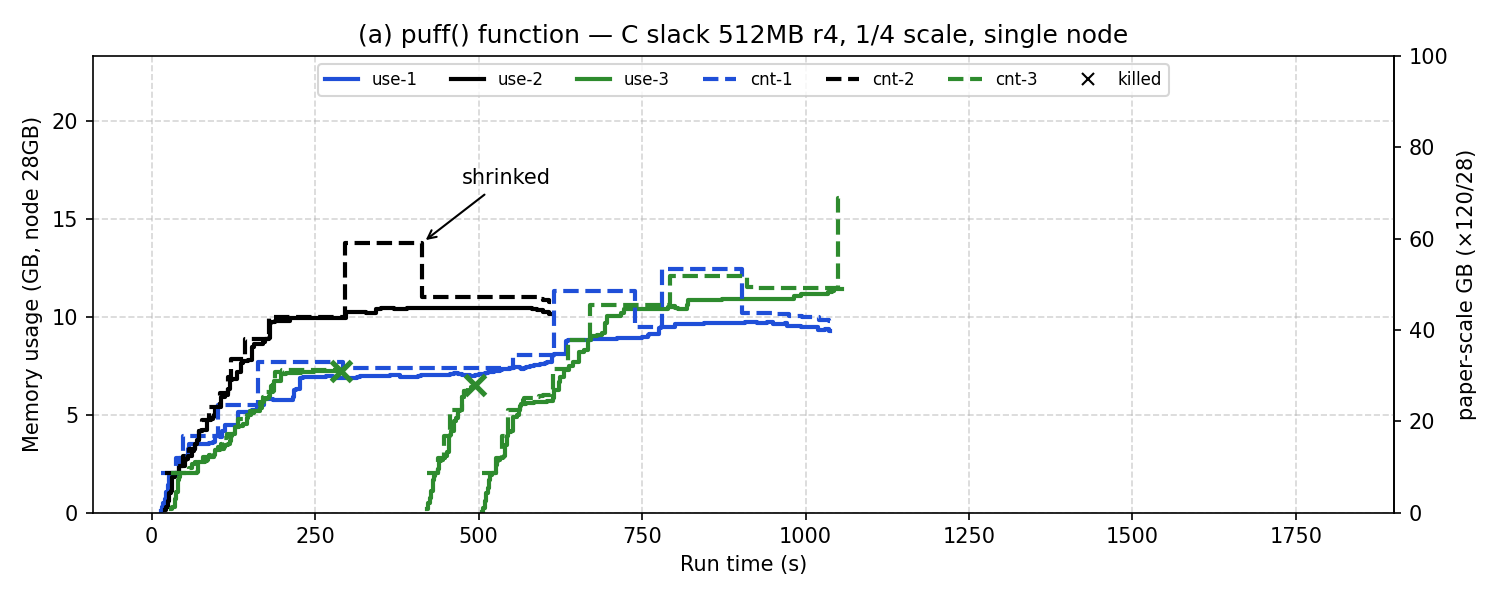 (a) puff() function — C slack 512MB r4, 1/4 scale, single node
use-1 use-2 use-3 cnt-1 cnt-2 cnt-3 killed
Memory usage (GB, node 28GB)
20
15
10
5
0
shrinked
100
80
60
40
20
0
paper-scale GB (×120/28)
0 250 500 750 1000 1250 1500 1750
Run time (s)